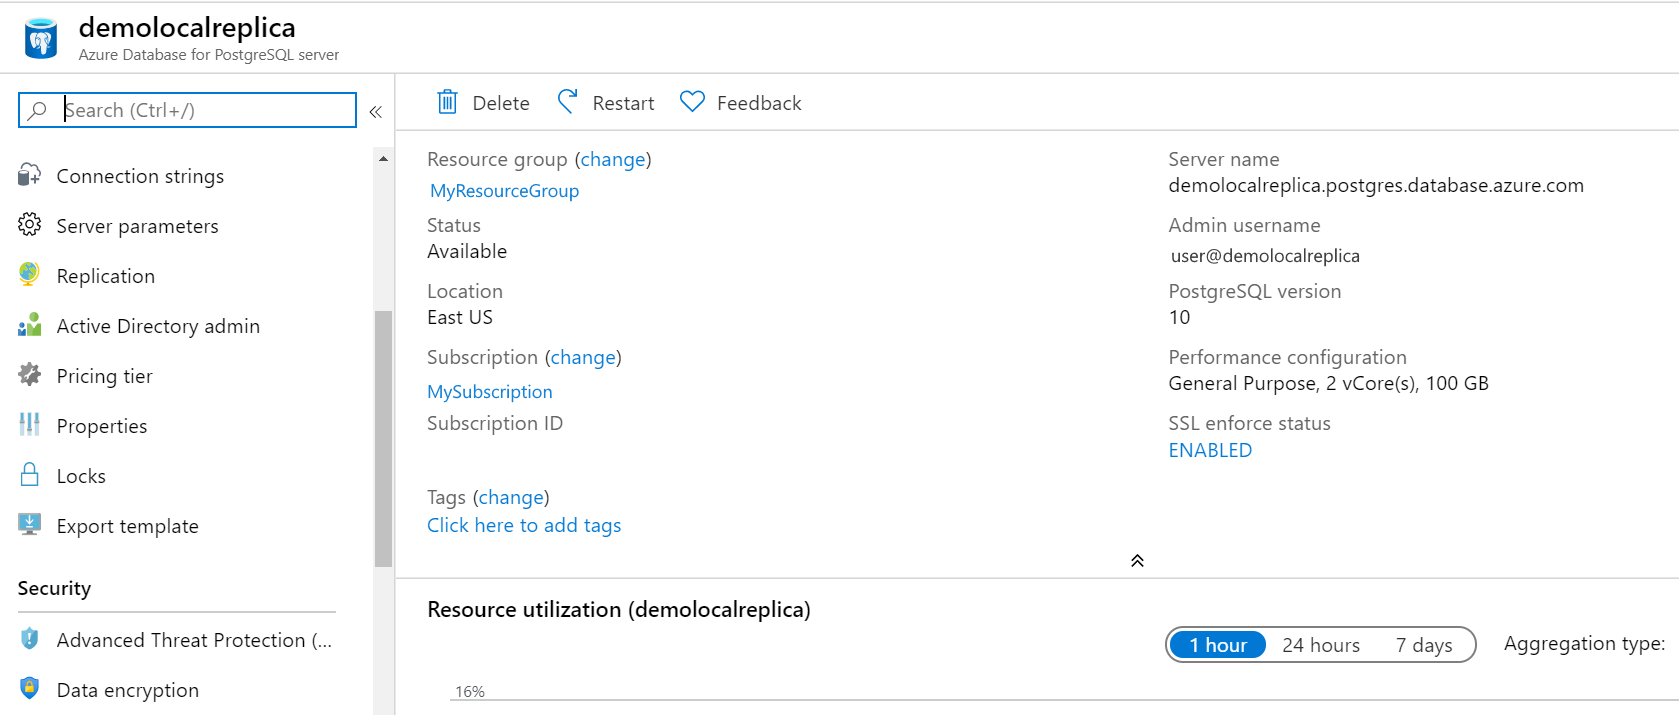 demolocalreplica
Azure Database for PostgreSQL server
Search (Ctrl+/)
Connection strings
Server parameters
Replication
Active Directory admin
Pricing tier
Properties
Locks
Export template
Security
Advanced Threat Protection (...
Data encryption
Delete Restart Feedback
Resource group (change)
MyResourceGroup
Status
Available
Location
East US
Subscription (change)
MySubscription
Subscription ID
Tags (change)
Click here to add tags
Server name
demolocalreplica.postgres.database.azure.com
Admin username
user@demolocalreplica
PostgreSQL version
10
Performance configuration
General Purpose, 2 vCore(s), 100 GB
SSL enforce status
ENABLED
Resource utilization (demolocalreplica)
1 hour 24 hours 7 days Aggregation type:
16%